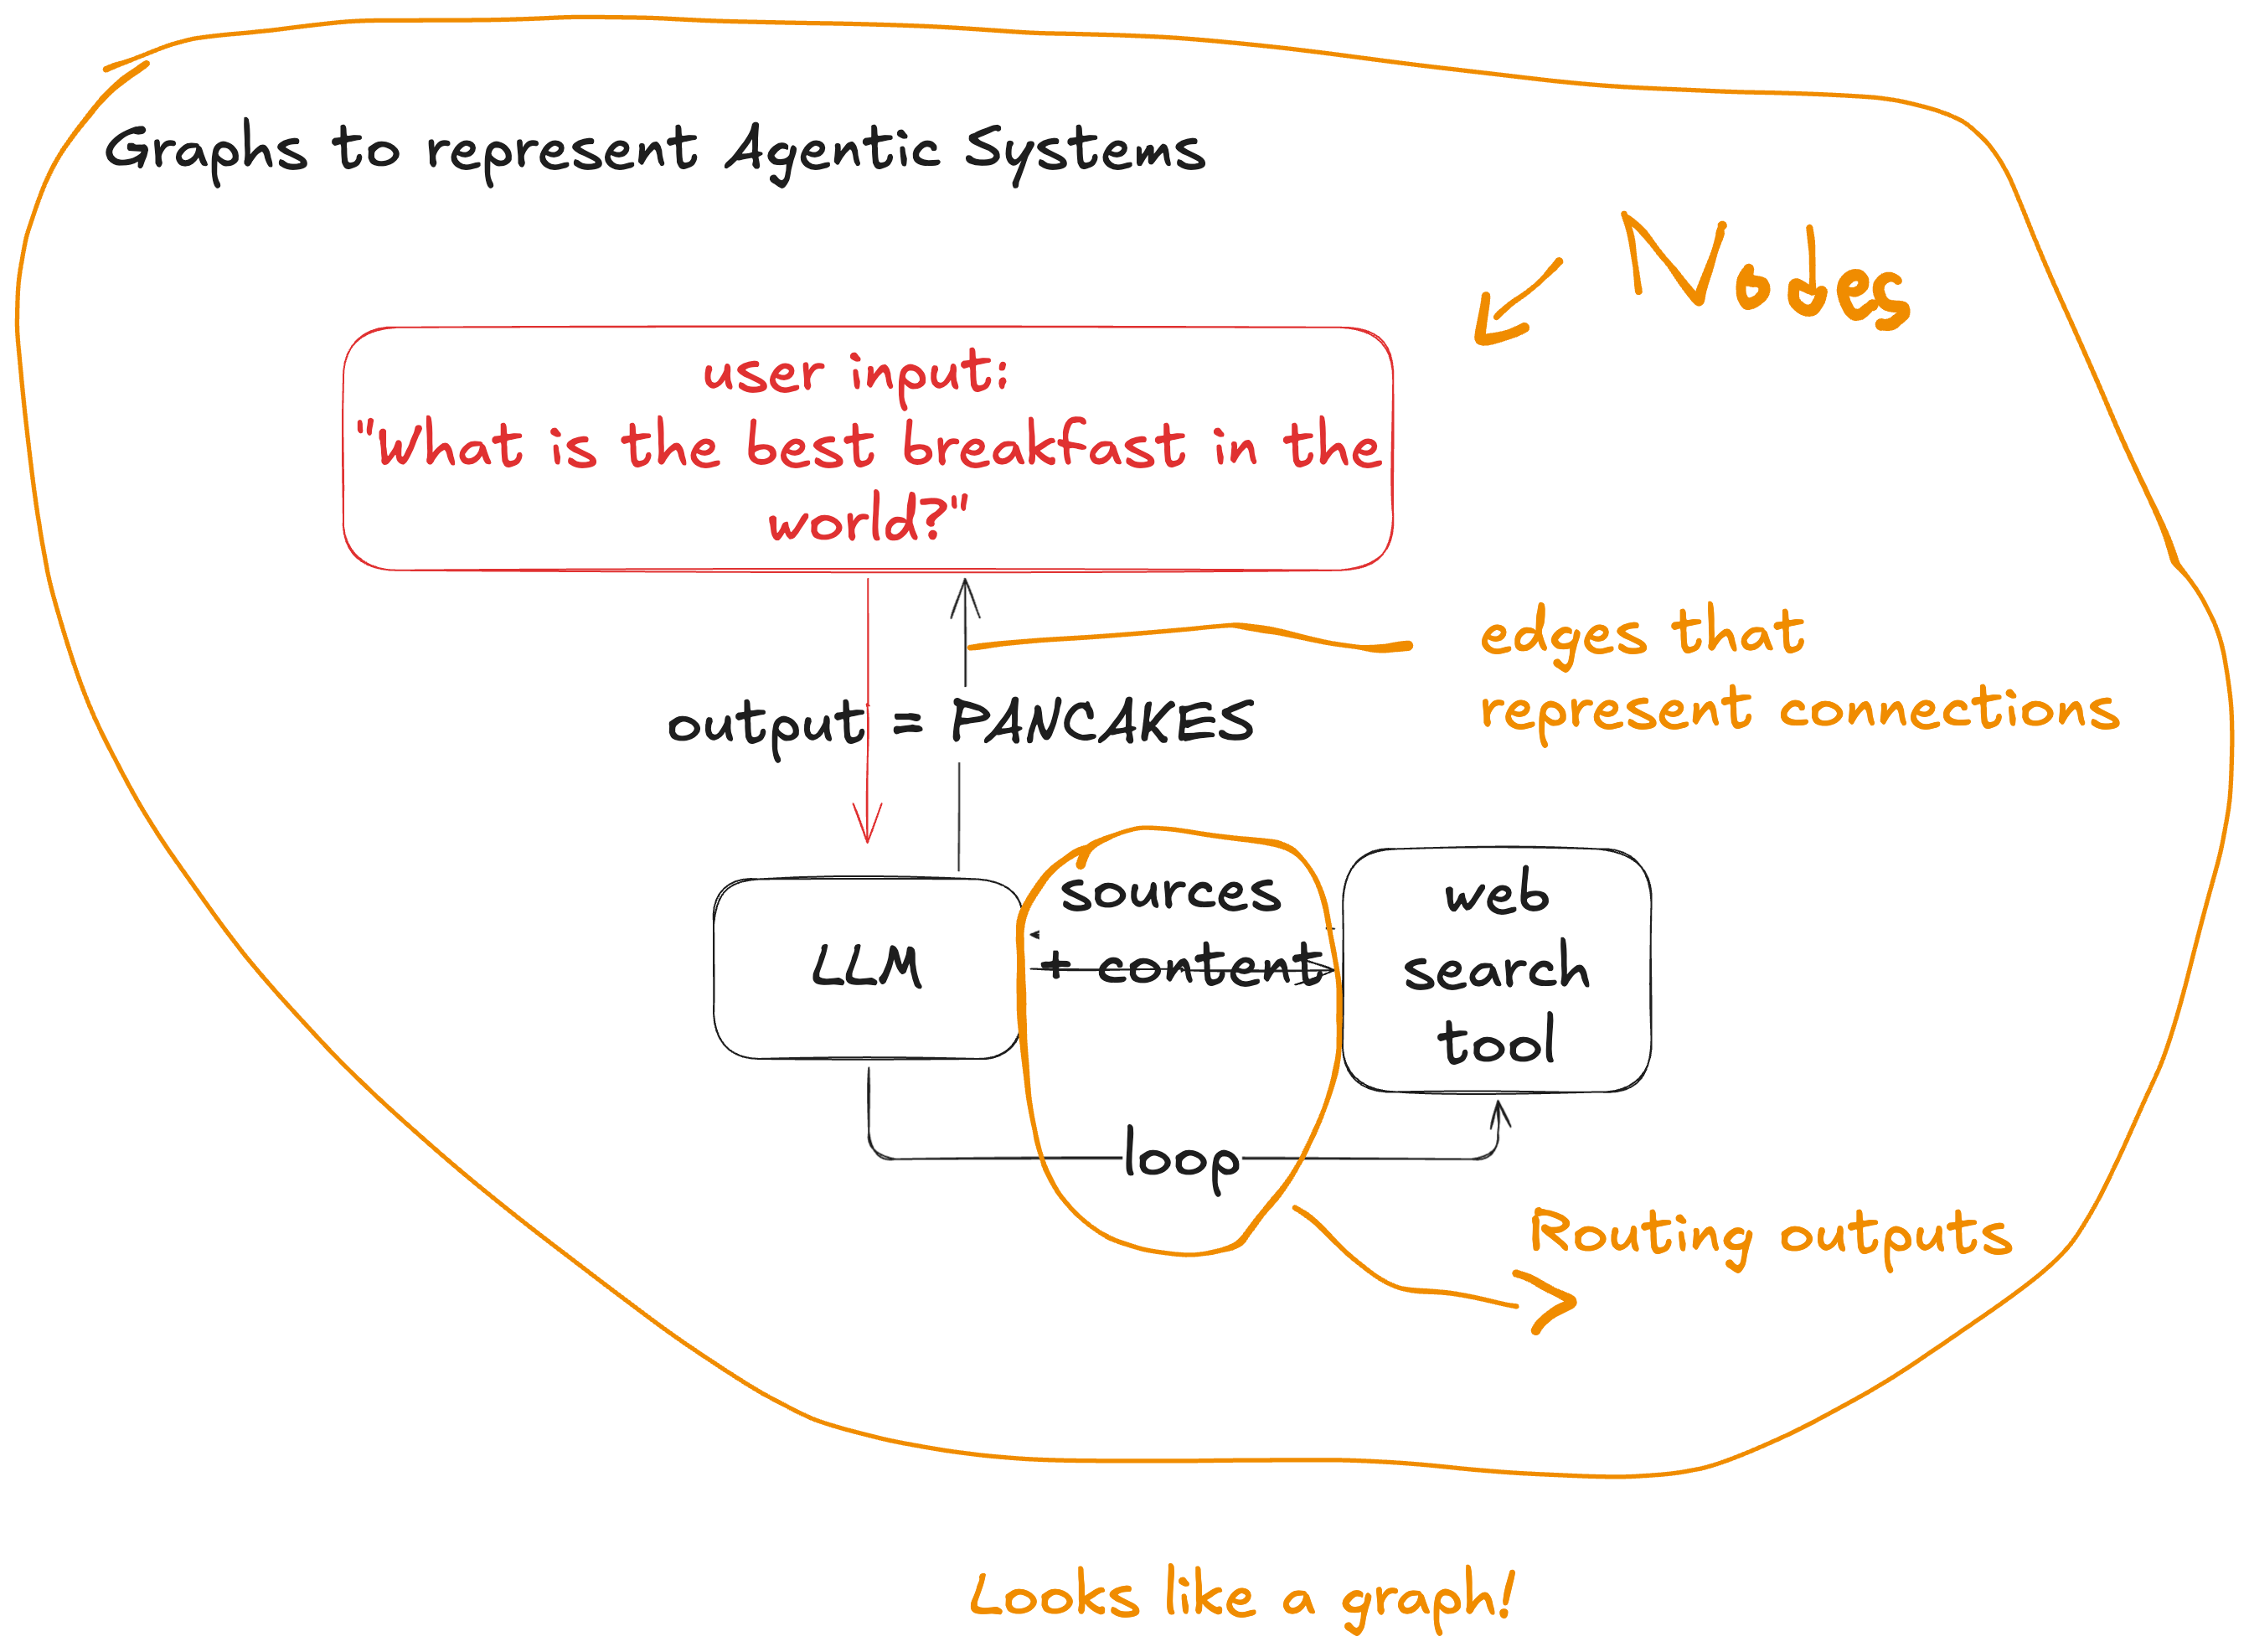 Graphs to represent Agentic Systems
Nodes
user input:
"What is the best breakfast in the
world?"
edges that
represent connections
output = PANCAKES
sources
+ content
LLM
web
search
tool
loop
Routing outputs
Looks like a graph!